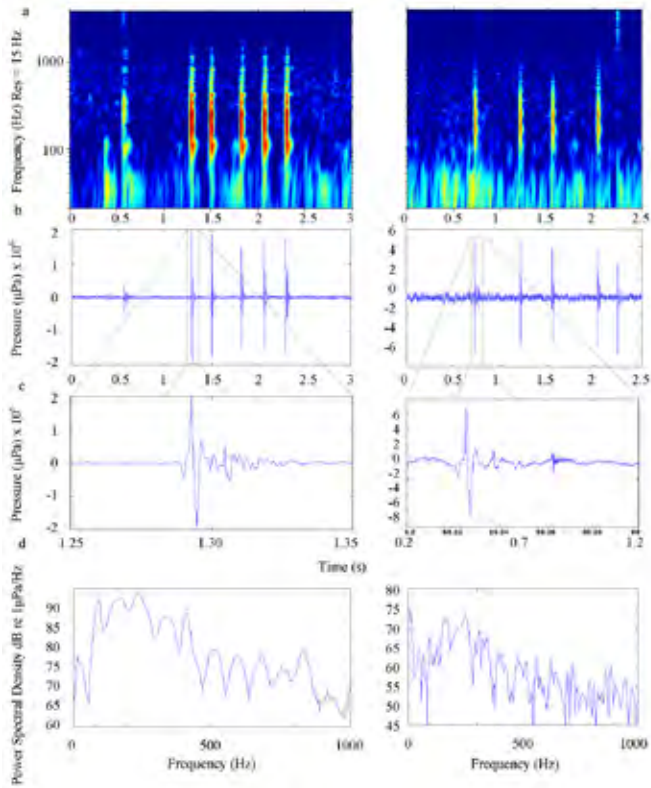 a
Frequency (Hz) Res = 15 Hz
1000
100
0 0.5 1 1.5 2 2.5 3
0 0.5 1 1.5 2 2.5
b
Pressure (µPa) x 10⁶
2
1
0
-1
-2
6
4
2
0
-2
-4
-6
0 0.5 1 1.5 2 2.5 3
0 0.5 1 1.5 2 2.5
c
Pressure (µPa) x 10⁶
2
1
0
-1
-2
6
4
2
0
-2
-4
-6
-8
1.25 1.30 1.35
0.2 0.7 1.2
Time (s)
d
Power Spectral Density dB re 1µPa/Hz
90
85
80
75
70
65
60
80
75
70
65
60
55
50
45
0 500 1000
0 500 1000
Frequency (Hz)
Frequency (Hz)